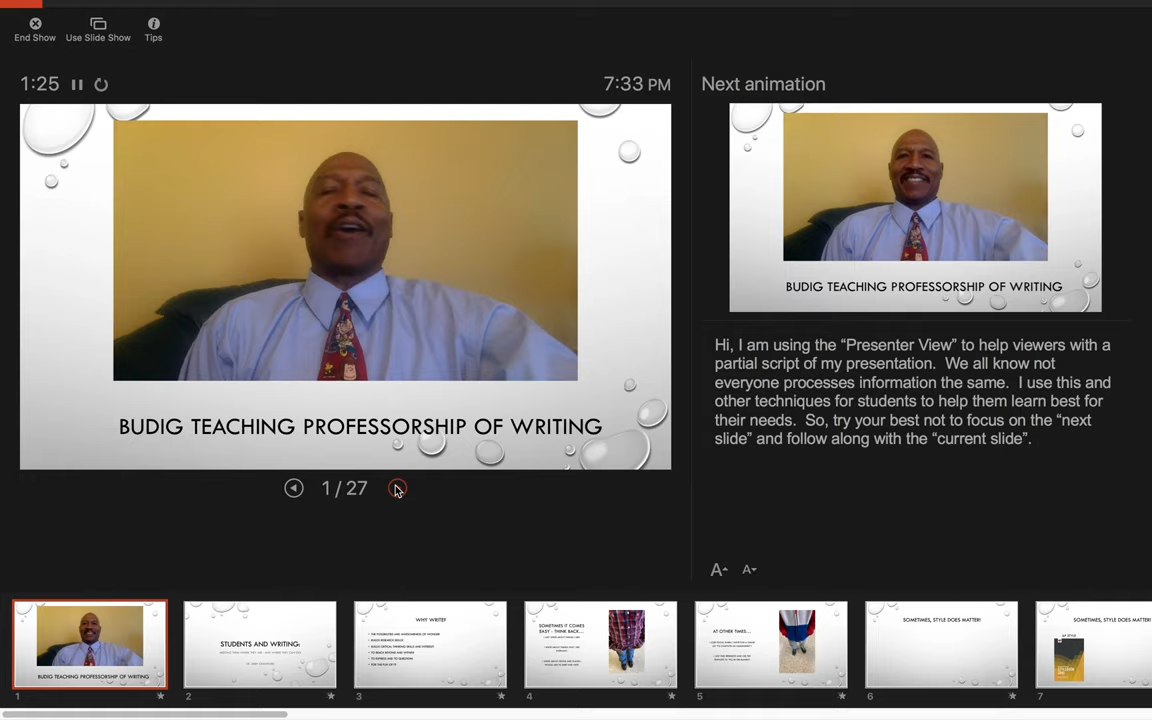 End Show
Use Slide Show
Tips
1:25
7:33 PM
Next animation
BUDIG TEACHING PROFESSORSHIP OF WRITING
BUDIG TEACHING PROFESSORSHIP OF WRITING
Hi, I am using the “Presenter View” to help viewers with a
partial script of my presentation. We all know not
everyone processes information the same. I use this and
other techniques for students to help them learn best for
their needs. So, try your best not to focus on the “next
slide” and follow along with the “current slide”.
1 / 27
A A
BUDIG TEACHING PROFESSORSHIP OF WRITING
STUDENTS AND WRITING:
WHY WRITE?
SOMETIMES IT COMES
EASY - THINK BACK....
AT OTHER TIMES....
SOMETIMES, STYLE DOES MATTER!
SOMETIMES, STYLE DOES MATTER!
MY STYLE
1
2
3
4
5
6
7